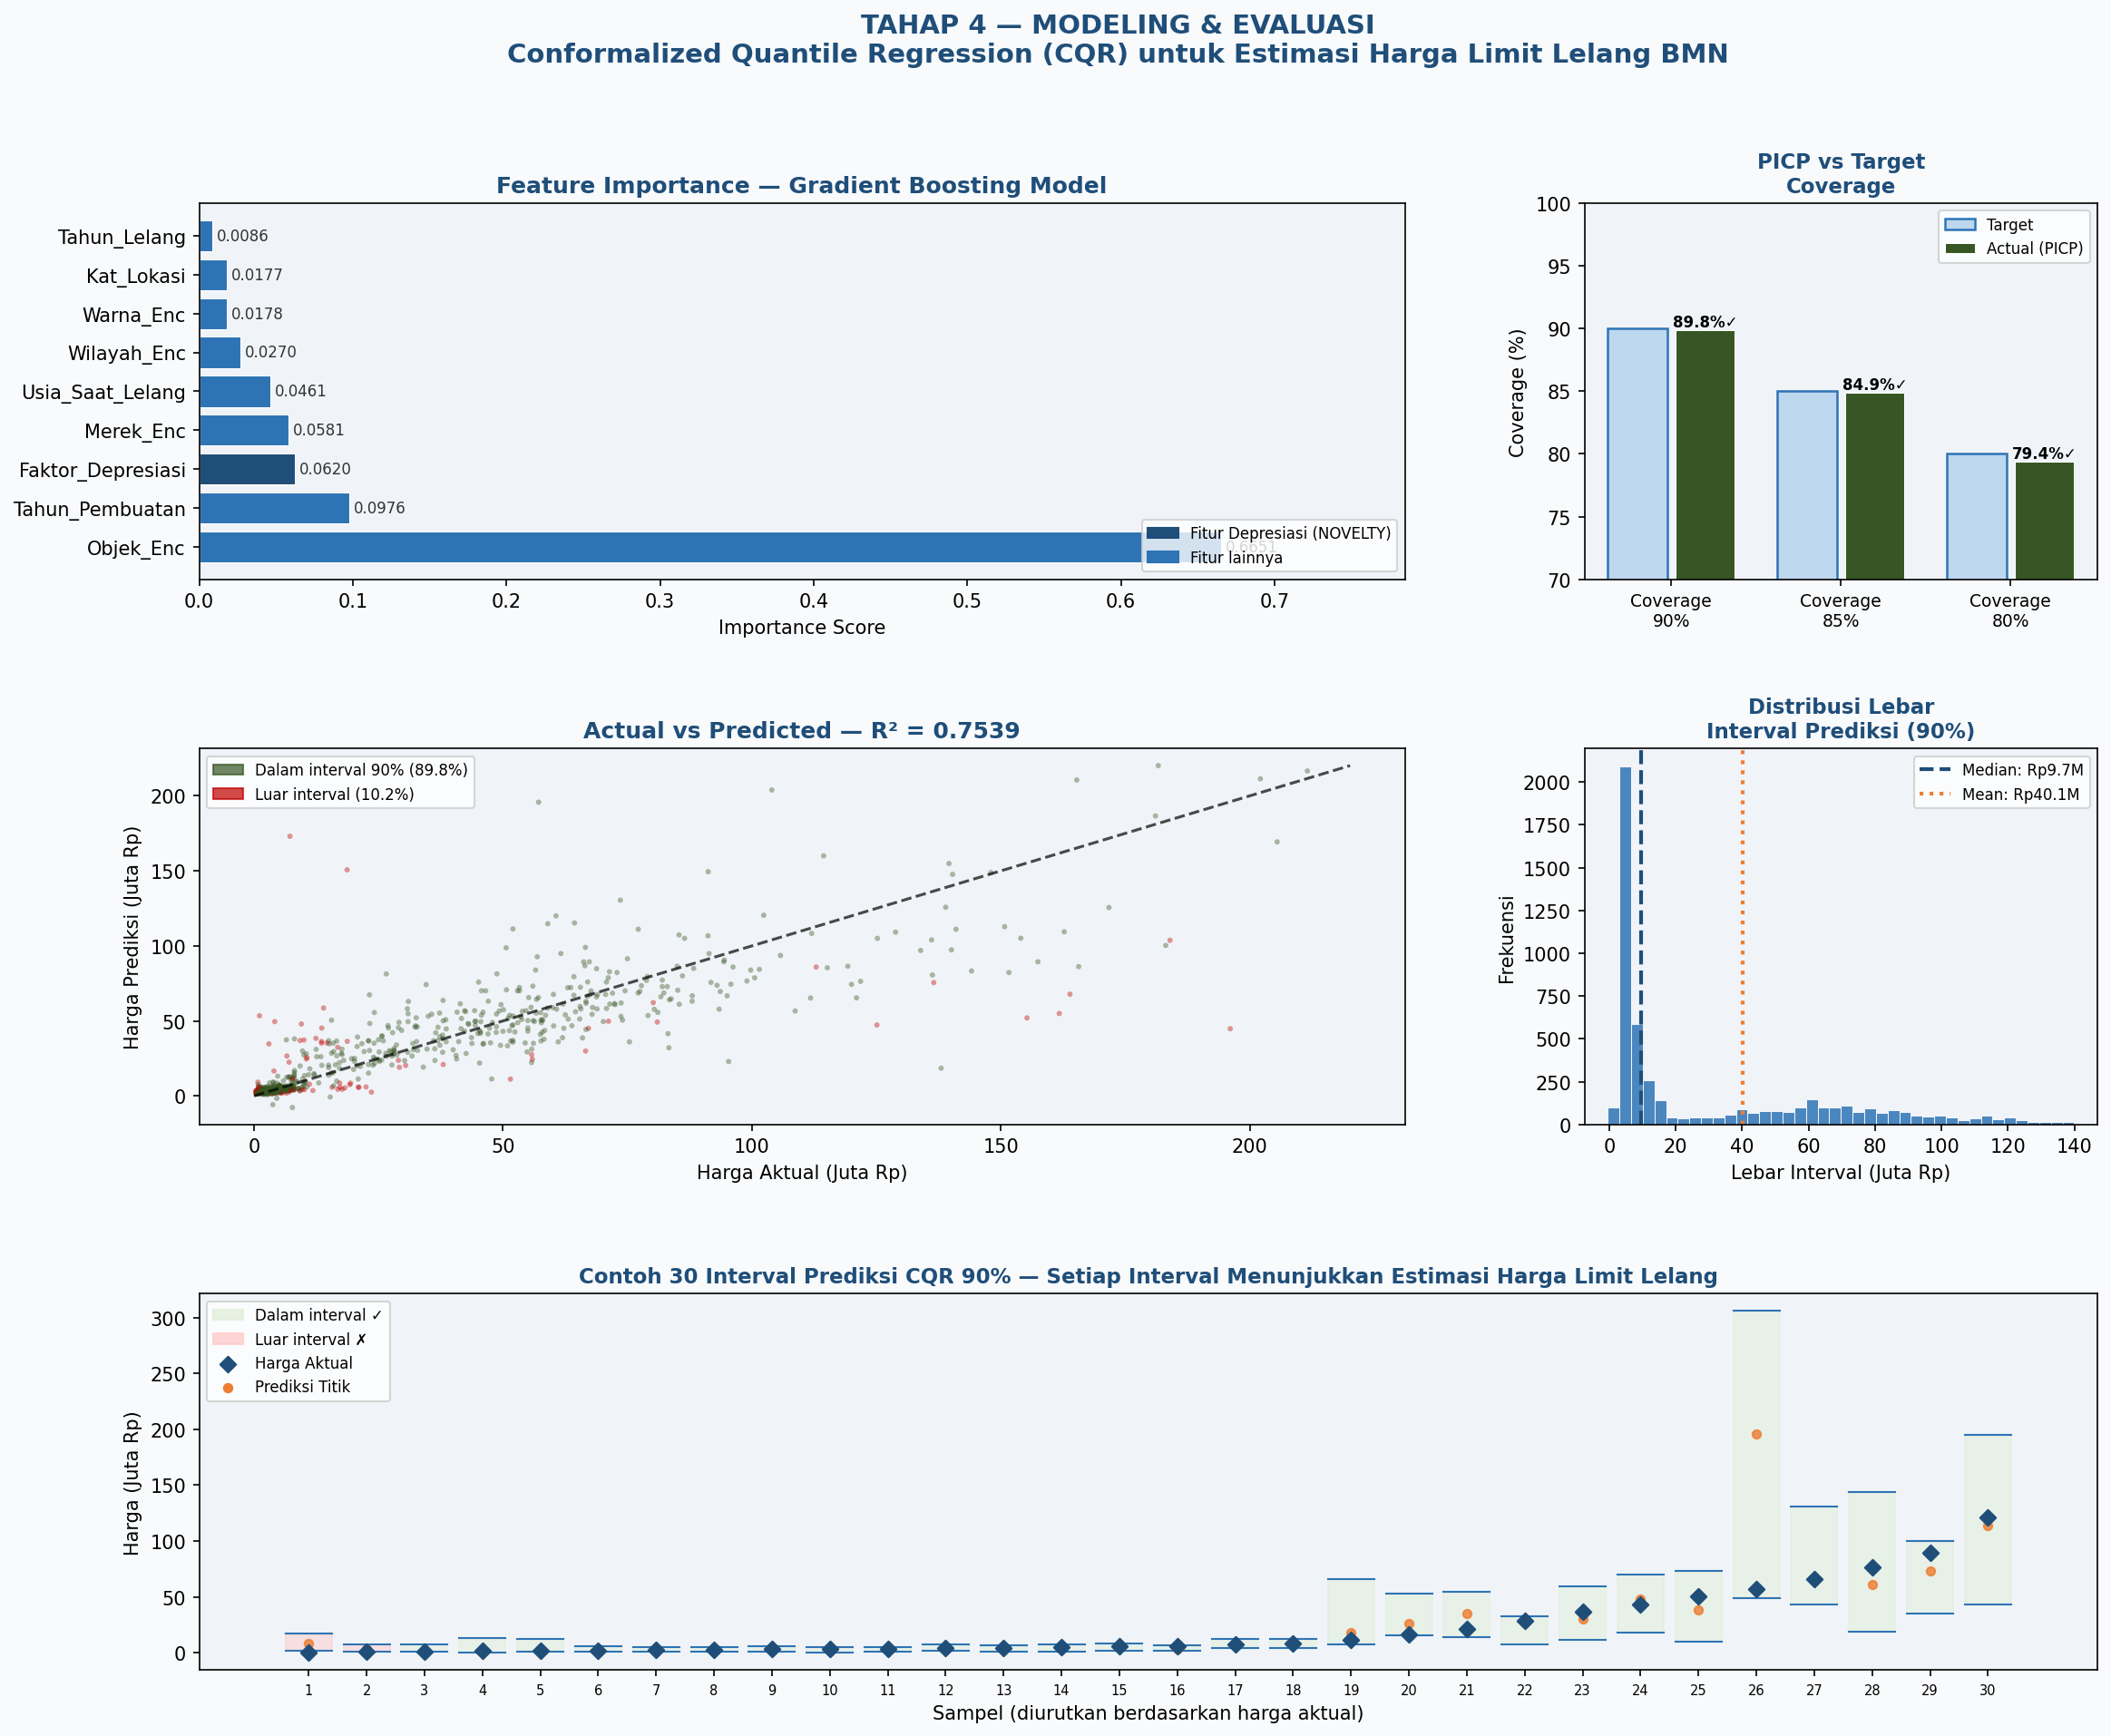 TAHAP 4 — MODELING & EVALUASI
Conformalized Quantile Regression (CQR) untuk Estimasi Harga Limit Lelang BMN
Feature Importance — Gradient Boosting Model
Tahun_Lelang
0.0086
Kat_Lokasi
0.0177
Warna_Enc
0.0178
Wilayah_Enc
0.0270
Usia_Saat_Lelang
0.0461
Merek_Enc
0.0581
Faktor_Depresiasi
0.0620
Tahun_Pembuatan
0.0976
Objek_Enc
0.6651
Fitur Depresiasi (NOVELTY)
Fitur lainnya
0.0 0.1 0.2 0.3 0.4 0.5 0.6 0.7
Importance Score
PICP vs Target
Coverage
Coverage (%)
100
95
90
85
80
75
70
Target
Actual (PICP)
89.8%✓
84.9%✓
79.4%✓
Coverage
90%
Coverage
85%
Coverage
80%
Actual vs Predicted — R² = 0.7539
Harga Prediksi (Juta Rp)
200
150
100
50
0
Dalam interval 90% (89.8%)
Luar interval (10.2%)
0 50 100 150 200
Harga Aktual (Juta Rp)
Distribusi Lebar
Interval Prediksi (90%)
Frekuensi
2000
1750
1500
1250
1000
750
500
250
0
Median: Rp9.7M
Mean: Rp40.1M
0 20 40 60 80 100 120 140
Lebar Interval (Juta Rp)
Contoh 30 Interval Prediksi CQR 90% — Setiap Interval Menunjukkan Estimasi Harga Limit Lelang
Harga (Juta Rp)
300
250
200
150
100
50
0
Dalam interval ✓
Luar interval ✗
Harga Aktual
Prediksi Titik
1 2 3 4 5 6 7 8 9 10 11 12 13 14 15 16 17 18 19 20 21 22 23 24 25 26 27 28 29 30
Sampel (diurutkan berdasarkan harga aktual)